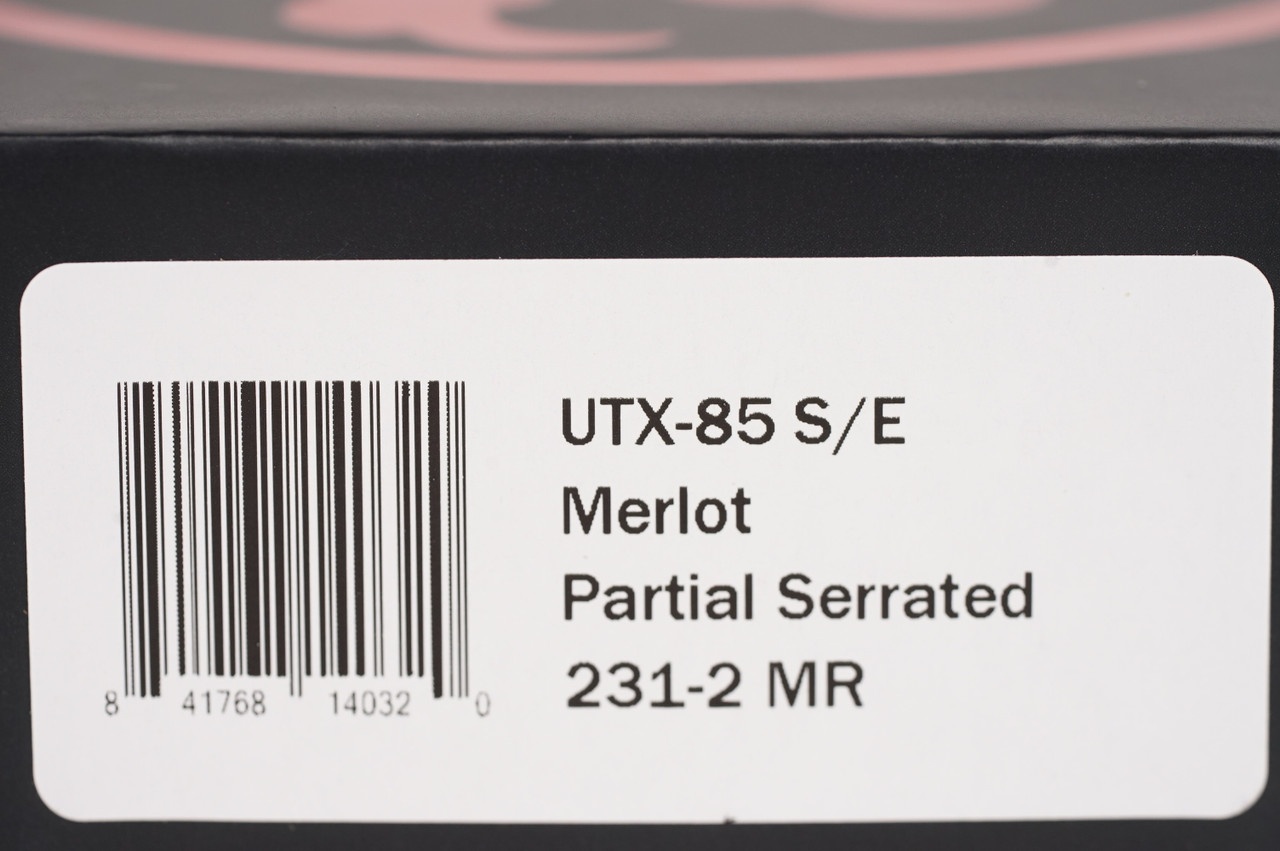 UTX-85 S/E
Merlot
Partial Serrated
231-2 MR
8 41768 14032 0